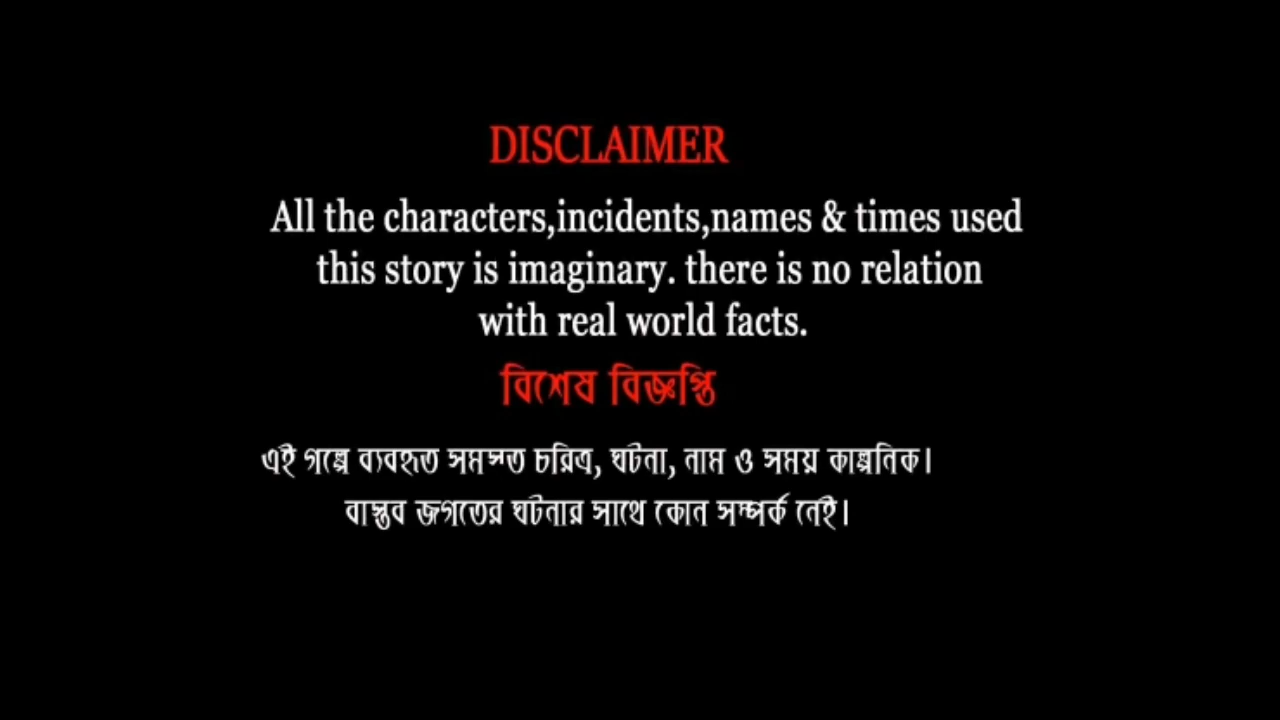 DISCLAIMER
All the characters,incidents,names & times used
this story is imaginary. there is no relation
with real world facts.
বিশেষ বিজ্ঞপ্তি
এই গল্পে ব্যবহৃত সমস্ত চরিত্র, ঘটনা, নাম ও সময় কাল্পনিক।
বাস্তব জগতের ঘটনার সাথে কোন সম্পর্ক নেই।